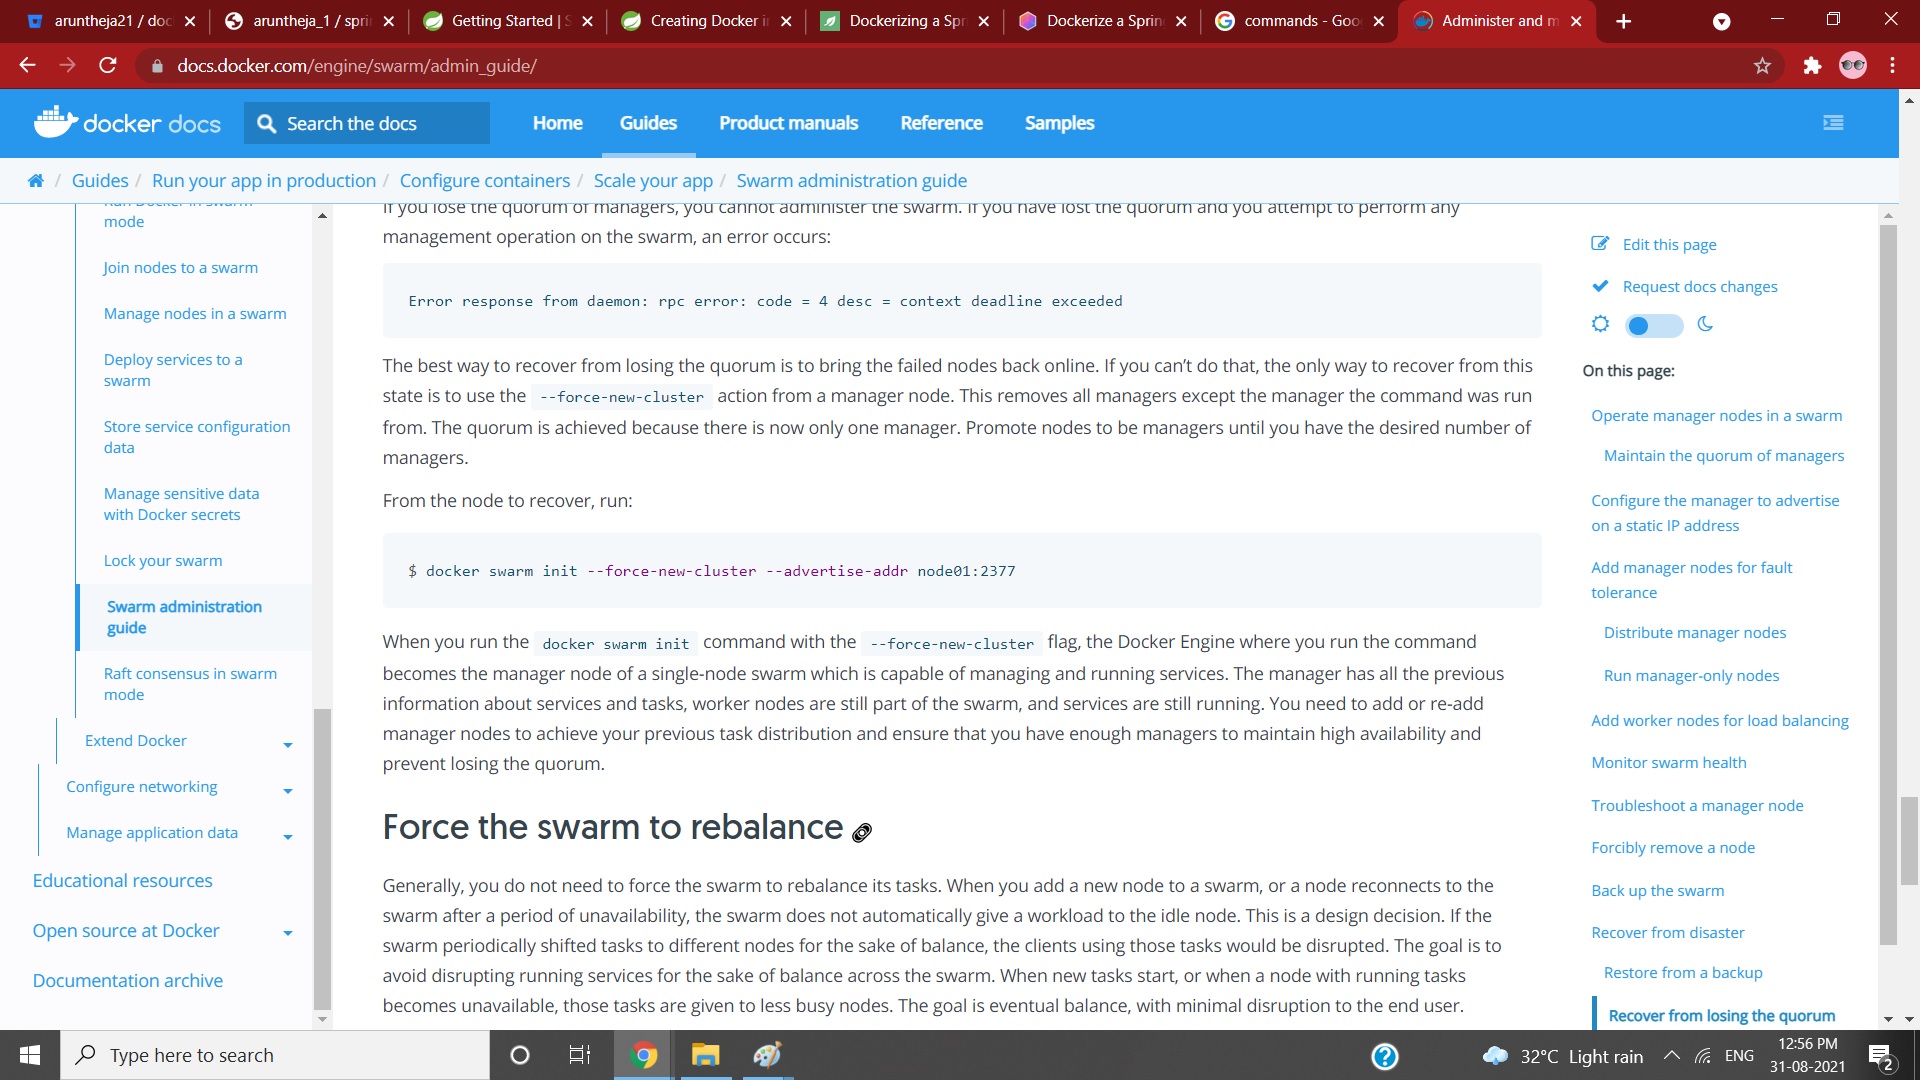 aruntheja21 / doc
aruntheja_1 / spri
Getting Started | S
Creating Docker i
Dockerizing a Spr
Dockerize a Spring
commands - Goo
Administer and m
docs.docker.com/engine/swarm/admin_guide/
docker docs
Search the docs
Home
Guides
Product manuals
Reference
Samples
/ Guides / Run your app in production / Configure containers / Scale your app / Swarm administration guide
Run Docker in swarm
mode
Join nodes to a swarm
Manage nodes in a swarm
Deploy services to a
swarm
Store service configuration
data
Manage sensitive data
with Docker secrets
Lock your swarm
Swarm administration
guide
Raft consensus in swarm
mode
Extend Docker
Configure networking
Manage application data
Educational resources
Open source at Docker
Documentation archive
If you lose the quorum of managers, you cannot administer the swarm. If you have lost the quorum and you attempt to perform any
management operation on the swarm, an error occurs:
Error response from daemon: rpc error: code = 4 desc = context deadline exceeded
The best way to recover from losing the quorum is to bring the failed nodes back online. If you can’t do that, the only way to recover from this
state is to use the --force-new-cluster action from a manager node. This removes all managers except the manager the command was run
from. The quorum is achieved because there is now only one manager. Promote nodes to be managers until you have the desired number of
managers.
From the node to recover, run:
$ docker swarm init --force-new-cluster --advertise-addr node01:2377
When you run the docker swarm init command with the --force-new-cluster flag, the Docker Engine where you run the command
becomes the manager node of a single-node swarm which is capable of managing and running services. The manager has all the previous
information about services and tasks, worker nodes are still part of the swarm, and services are still running. You need to add or re-add
manager nodes to achieve your previous task distribution and ensure that you have enough managers to maintain high availability and
prevent losing the quorum.
Force the swarm to rebalance
Generally, you do not need to force the swarm to rebalance its tasks. When you add a new node to a swarm, or a node reconnects to the
swarm after a period of unavailability, the swarm does not automatically give a workload to the idle node. This is a design decision. If the
swarm periodically shifted tasks to different nodes for the sake of balance, the clients using those tasks would be disrupted. The goal is to
avoid disrupting running services for the sake of balance across the swarm. When new tasks start, or when a node with running tasks
becomes unavailable, those tasks are given to less busy nodes. The goal is eventual balance, with minimal disruption to the end user.
Edit this page
Request docs changes
On this page:
Operate manager nodes in a swarm
Maintain the quorum of managers
Configure the manager to advertise
on a static IP address
Add manager nodes for fault
tolerance
Distribute manager nodes
Run manager-only nodes
Add worker nodes for load balancing
Monitor swarm health
Troubleshoot a manager node
Forcibly remove a node
Back up the swarm
Recover from disaster
Restore from a backup
Recover from losing the quorum
Type here to search
32°C Light rain
ENG
12:56 PM
31-08-2021
2